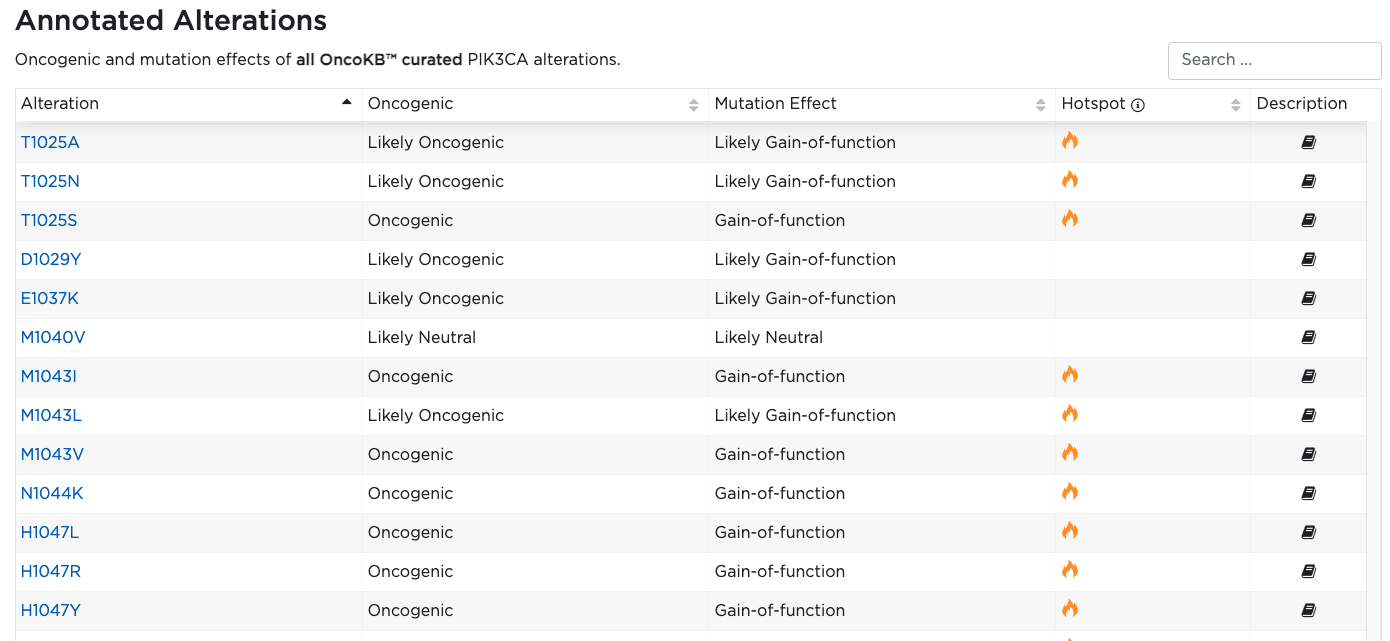 Annotated Alterations
Oncogenic and mutation effects of all OncoKB™ curated PIK3CA alterations.
Search ...
Alteration Oncogenic Mutation Effect Hotspot Description
T1025A Likely Oncogenic Likely Gain-of-function
T1025N Likely Oncogenic Likely Gain-of-function
T1025S Oncogenic Gain-of-function
D1029Y Likely Oncogenic Likely Gain-of-function
E1037K Likely Oncogenic Likely Gain-of-function
M1040V Likely Neutral Likely Neutral
M1043I Oncogenic Gain-of-function
M1043L Likely Oncogenic Likely Gain-of-function
M1043V Oncogenic Gain-of-function
N1044K Oncogenic Gain-of-function
H1047L Oncogenic Gain-of-function
H1047R Oncogenic Gain-of-function
H1047Y Oncogenic Gain-of-function